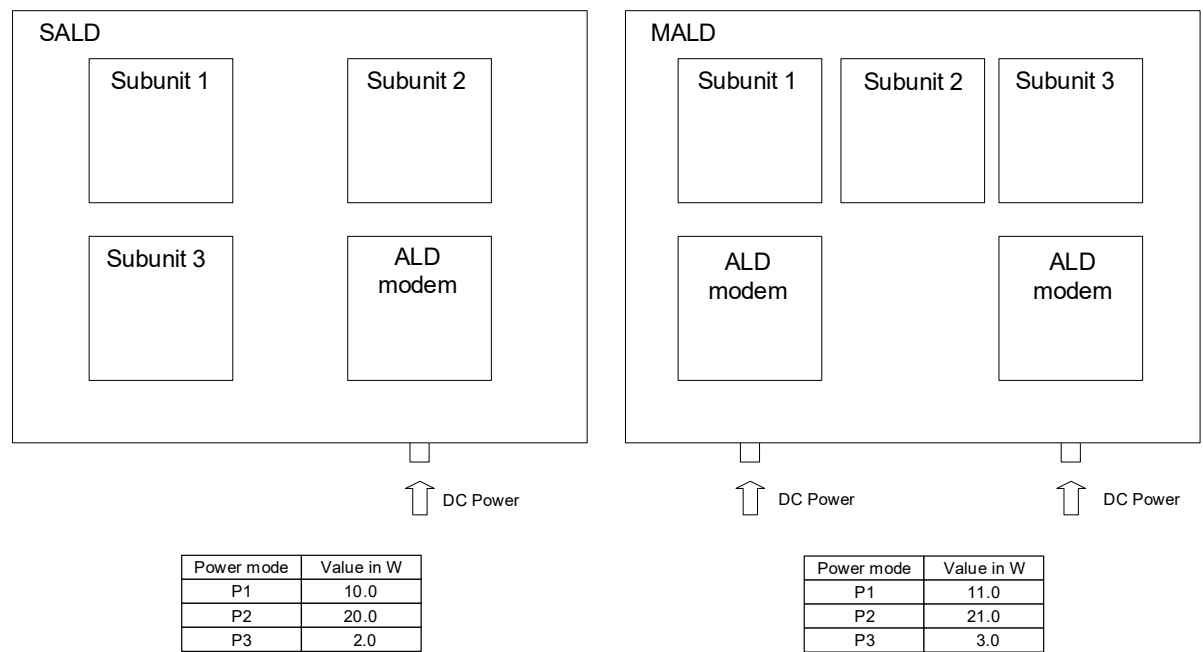 SALD
Subunit 1
Subunit 2
Subunit 3
ALD
modem
DC Power
Power mode Value in W
P1 10.0
P2 20.0
P3 2.0
MALD
Subunit 1
Subunit 2
Subunit 3
ALD
modem
ALD
modem
DC Power
DC Power
Power mode Value in W
P1 11.0
P2 21.0
P3 3.0